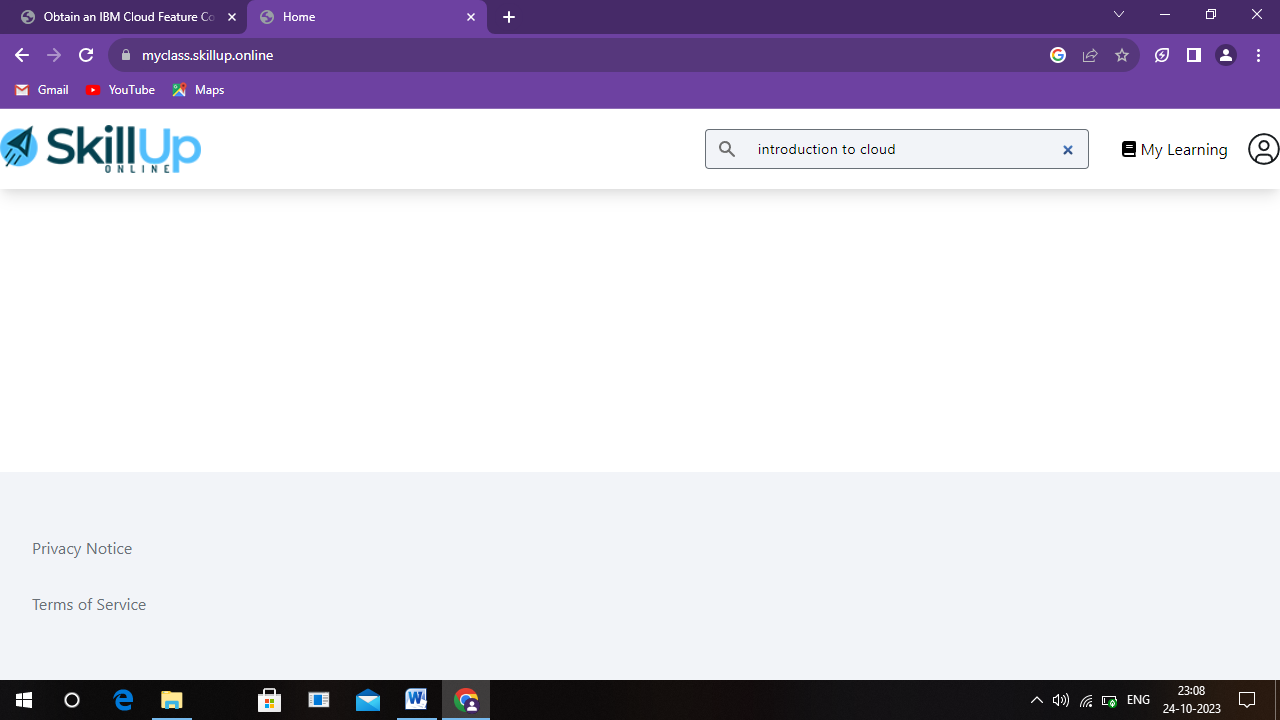 Obtain an IBM Cloud Feature Co
Home
myclass.skillup.online
Gmail
YouTube
Maps
SkillUp
ONLINE
introduction to cloud
My Learning
Privacy Notice
Terms of Service
ENG
23:08
24-10-2023